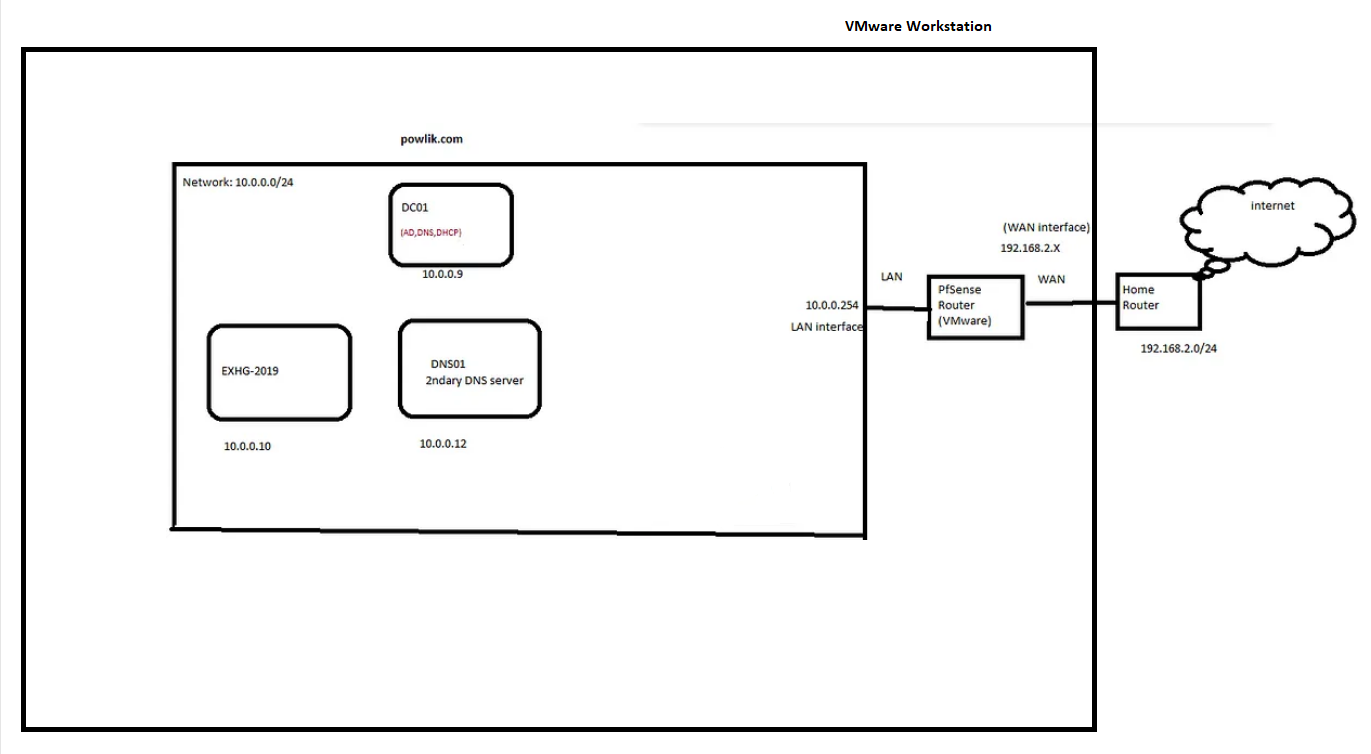 VMware Workstation
powlik.com
Network: 10.0.0.0/24
DC01
(AD,DNS,DHCP)
10.0.0.9
EXHG-2019
10.0.0.10
DNS01
2ndary DNS server
10.0.0.12
10.0.0.254
LAN interface
LAN
PfSense
Router
(VMware)
(WAN interface)
192.168.2.X
WAN
Home
Router
192.168.2.0/24
internet